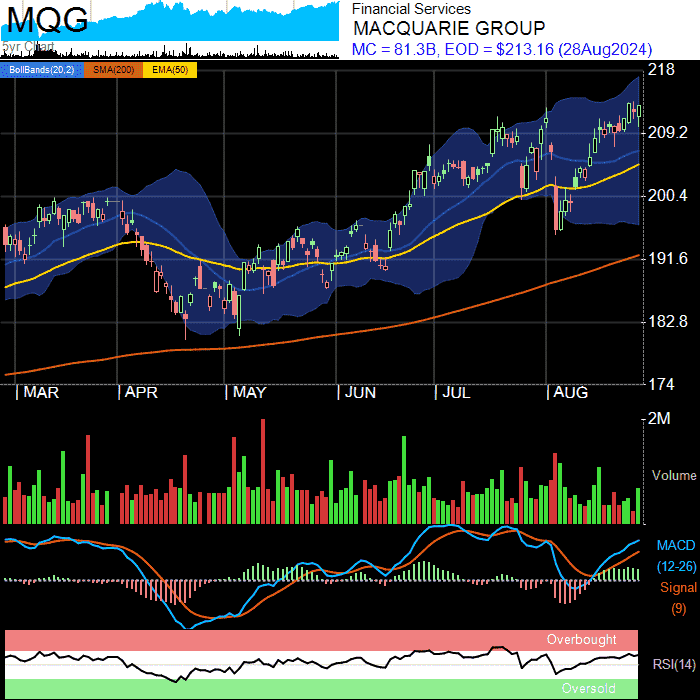 MQG
5yr Chart
Financial Services
MACQUARIE GROUP
MC = 81.3B, EOD = $213.16 (28Aug2024)
BollBands(20,2) SMA(200) EMA(50)
218
209.2
200.4
191.6
182.8
174
MAR APR MAY JUN JUL AUG
2M
Volume
MACD
(12-26)
Signal
(9)
Overbought
RSI(14)
Oversold